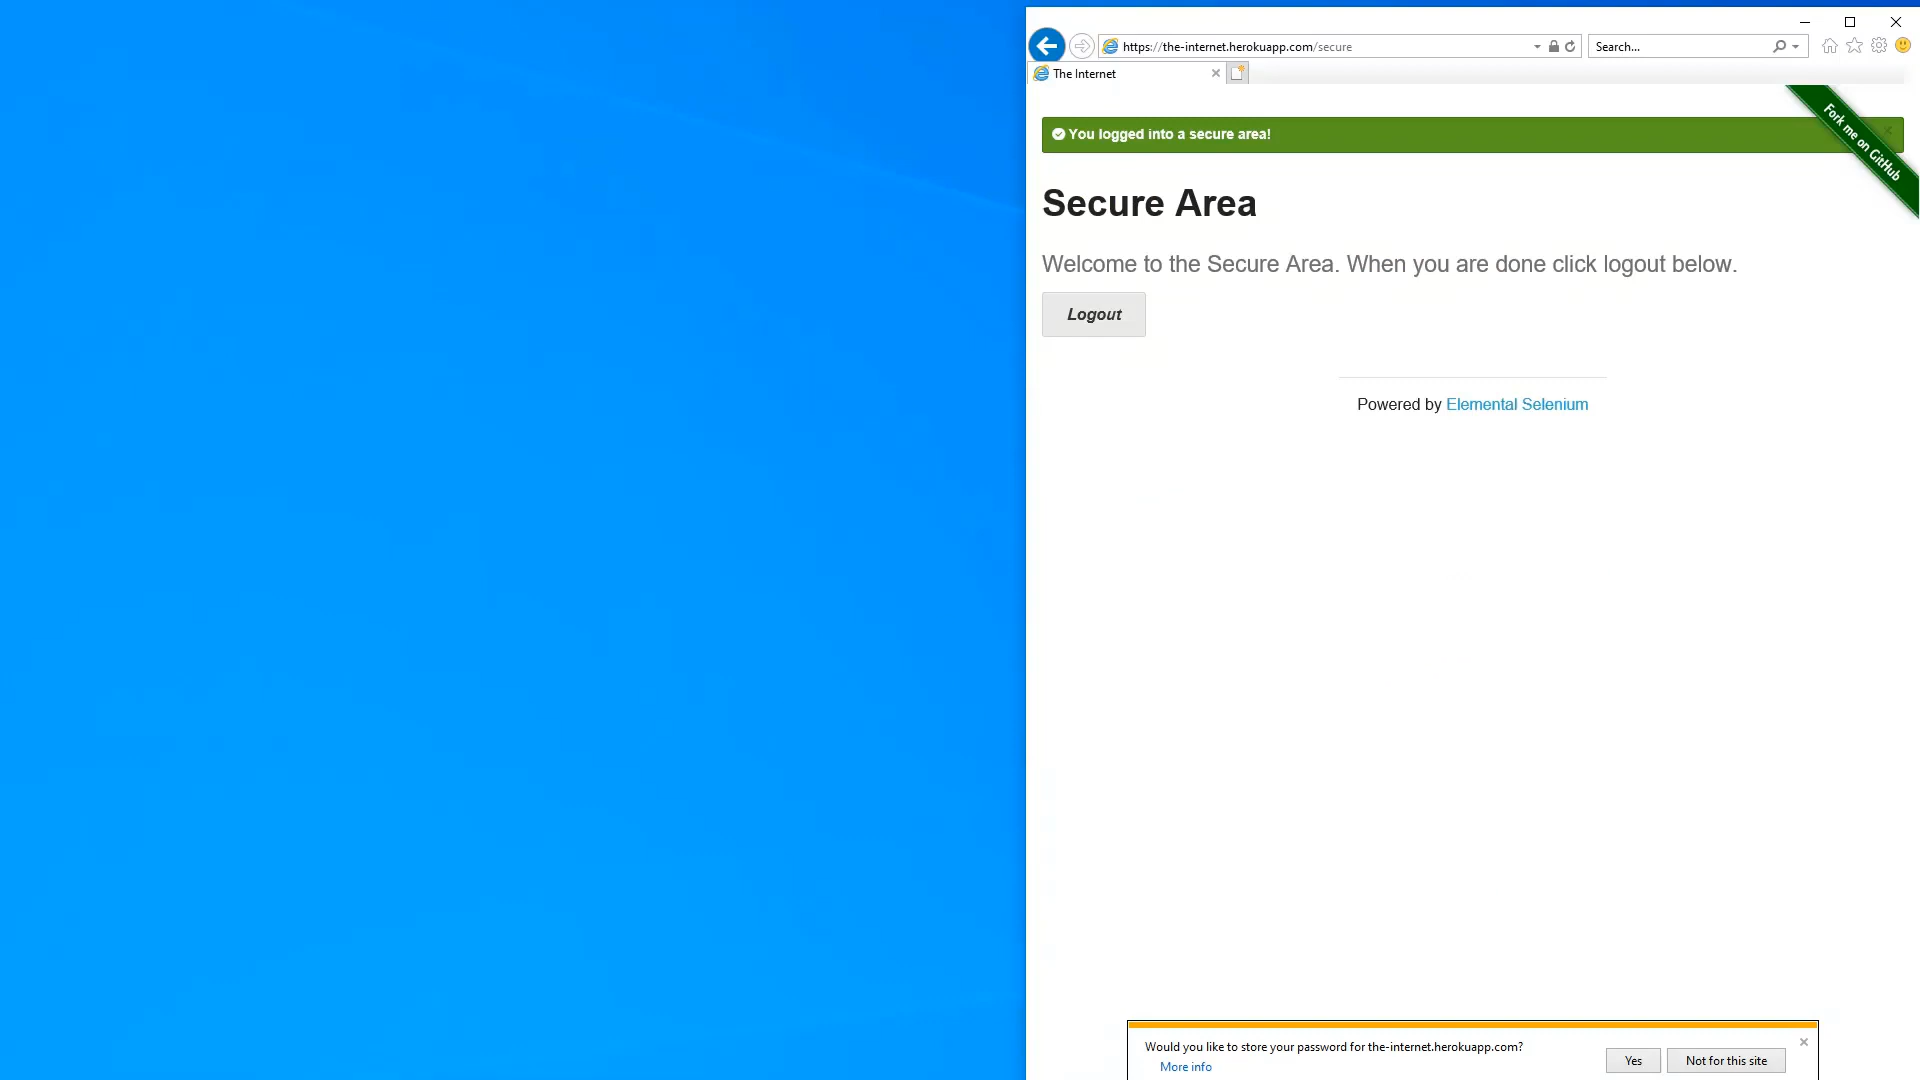 https://the-internet.herokuapp.com/secure
Search...
The Internet
Fork me on GitHub
You logged into a secure area!
Secure Area
Welcome to the Secure Area. When you are done click logout below.
Logout
Powered by Elemental Selenium
Would you like to store your password for the-internet.herokuapp.com?
More info
Yes
Not for this site